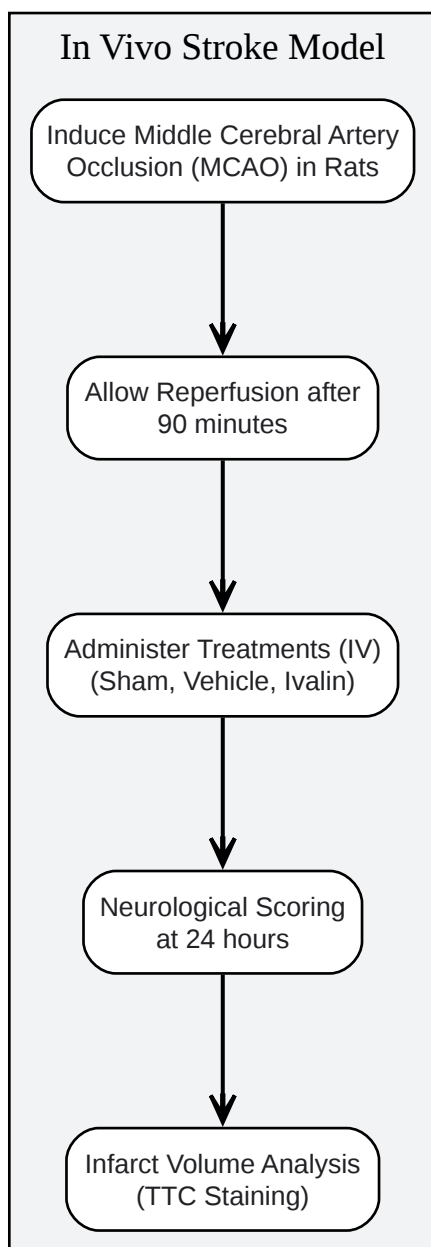 In Vivo Stroke Model
Induce Middle Cerebral Artery
Occlusion (MCAO) in Rats
Allow Reperfusion after
90 minutes
Administer Treatments (IV)
(Sham, Vehicle, Ivalin)
Neurological Scoring
at 24 hours
Infarct Volume Analysis
(TTC Staining)